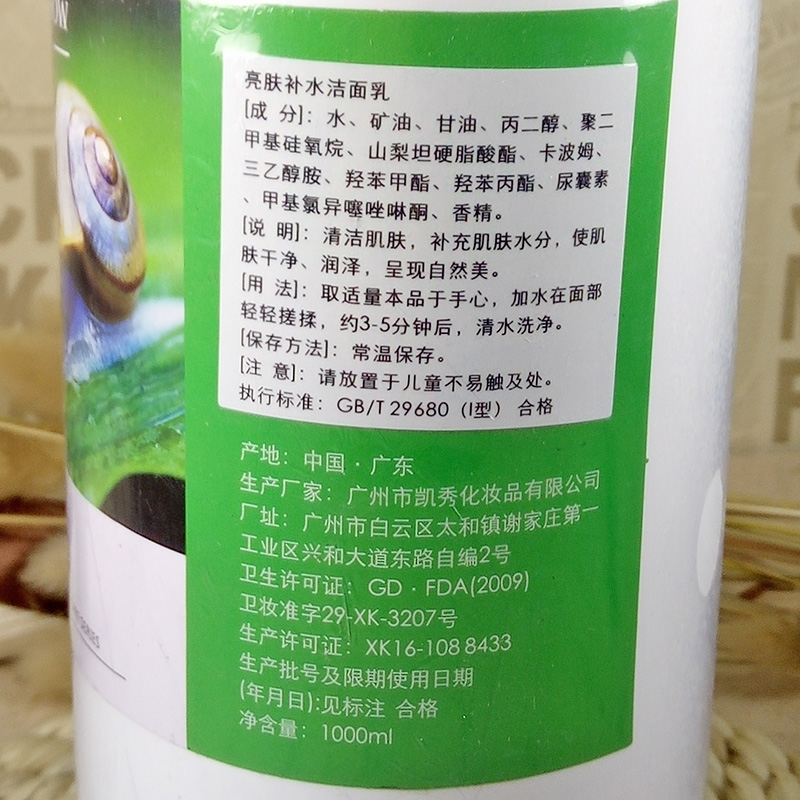 亮肤补水洁面乳
[成 分]：水、矿油、甘油、丙二醇、聚二
甲基硅氧烷、山梨坦硬脂酸酯、卡波姆、
三乙醇胺、羟苯甲酯、羟苯丙酯、尿囊素
、甲基氯异噻唑啉酮、香精。
[说 明]：清洁肌肤，补充肌肤水分，使肌
肤干净、润泽，呈现自然美。
[用 法]：取适量本品于手心，加水在面部
轻轻搓揉，约3-5分钟后，清水洗净。
[保存方法]：常温保存。
[注 意]：请放置于儿童不易触及处。
执行标准：GB/T 29680（I型） 合格
产地：中国·广东
生产厂家：广州市凯秀化妆品有限公司
厂址：广州市白云区太和镇谢家庄第一
工业区兴和大道东路自编2号
卫生许可证：GD·FDA(2009)
卫妆准字29-XK-3207号
生产许可证：XK16-108 8433
生产批号及限期使用日期
(年月日):见标注 合格
净含量：1000ml